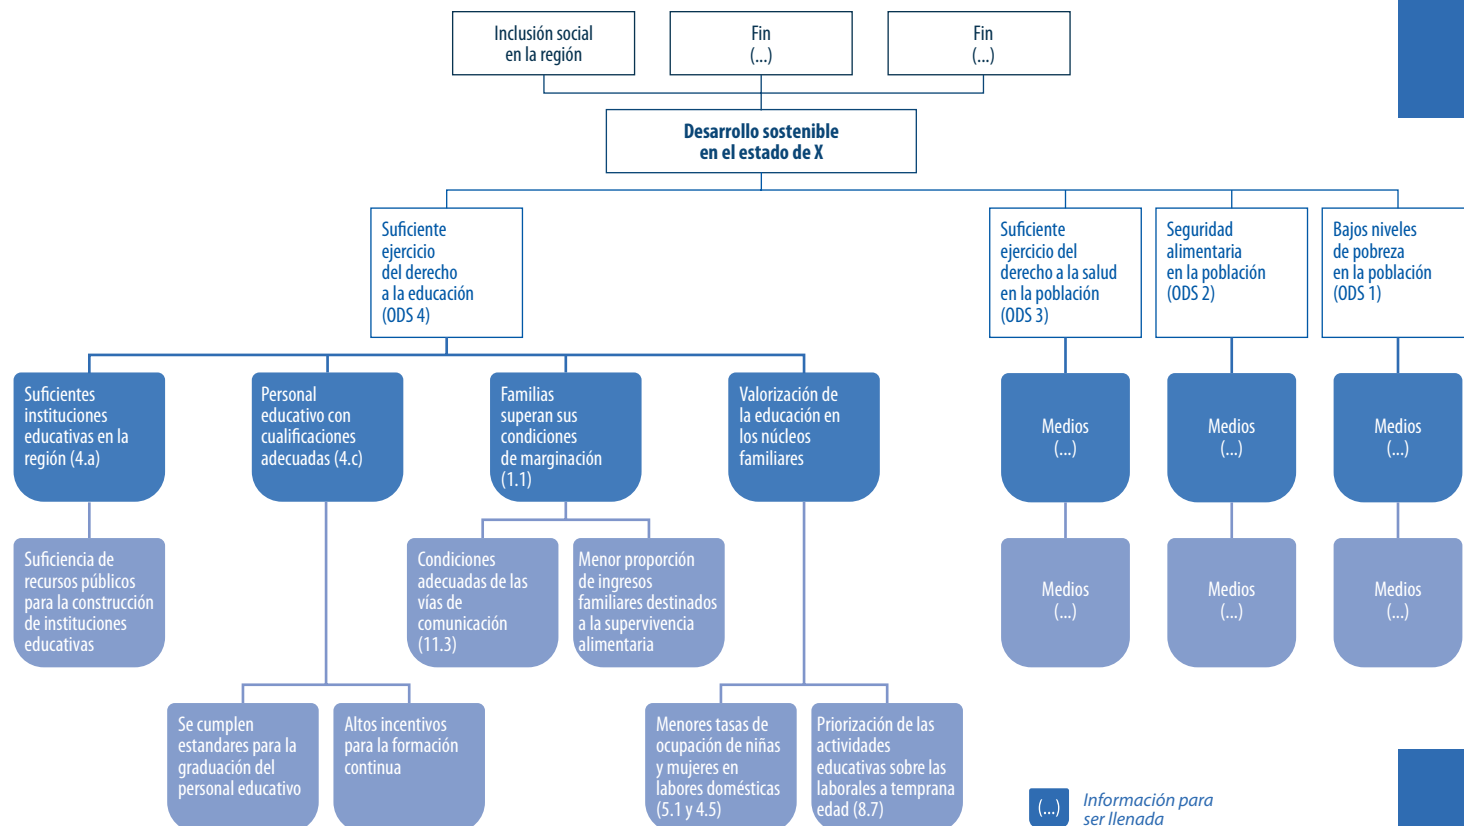 Inclusión social
en la región
Fin
(...)
Fin
(...)
Desarrollo sostenible
en el estado de X
Suficiente
ejercicio
del derecho
a la educación
(ODS 4)
Suficiente
ejercicio del
derecho a la salud
en la población
(ODS 3)
Seguridad
alimentaria
en la población
(ODS 2)
Bajos niveles
de pobreza
en la población
(ODS 1)
Suficientes
instituciones
educativas en la
región (4.a)
Personal
educativo con
cualificaciones
adecuadas (4.c)
Familias
superan sus
condiciones
de marginación
(1.1)
Valorización de
la educación en
los núcleos
familiares
Medios
(...)
Medios
(...)
Medios
(...)
Suficiencia de
recursos públicos
para la construcción
de instituciones
educativas
Condiciones
adecuadas de las
vías de
comunicación
(11.3)
Menor proporción
de ingresos
familiares destinados
a la supervivencia
alimentaria
Medios
(...)
Medios
(...)
Medios
(...)
Se cumplen
estandares para la
graduación del
personal educativo
Altos incentivos
para la formación
continua
Menores tasas de
ocupación de niñas
y mujeres en
labores domésticas
(5.1 y 4.5)
Priorización de las
actividades
educativas sobre las
laborales a temprana
edad (8.7)
(...)
Información para
ser llenada